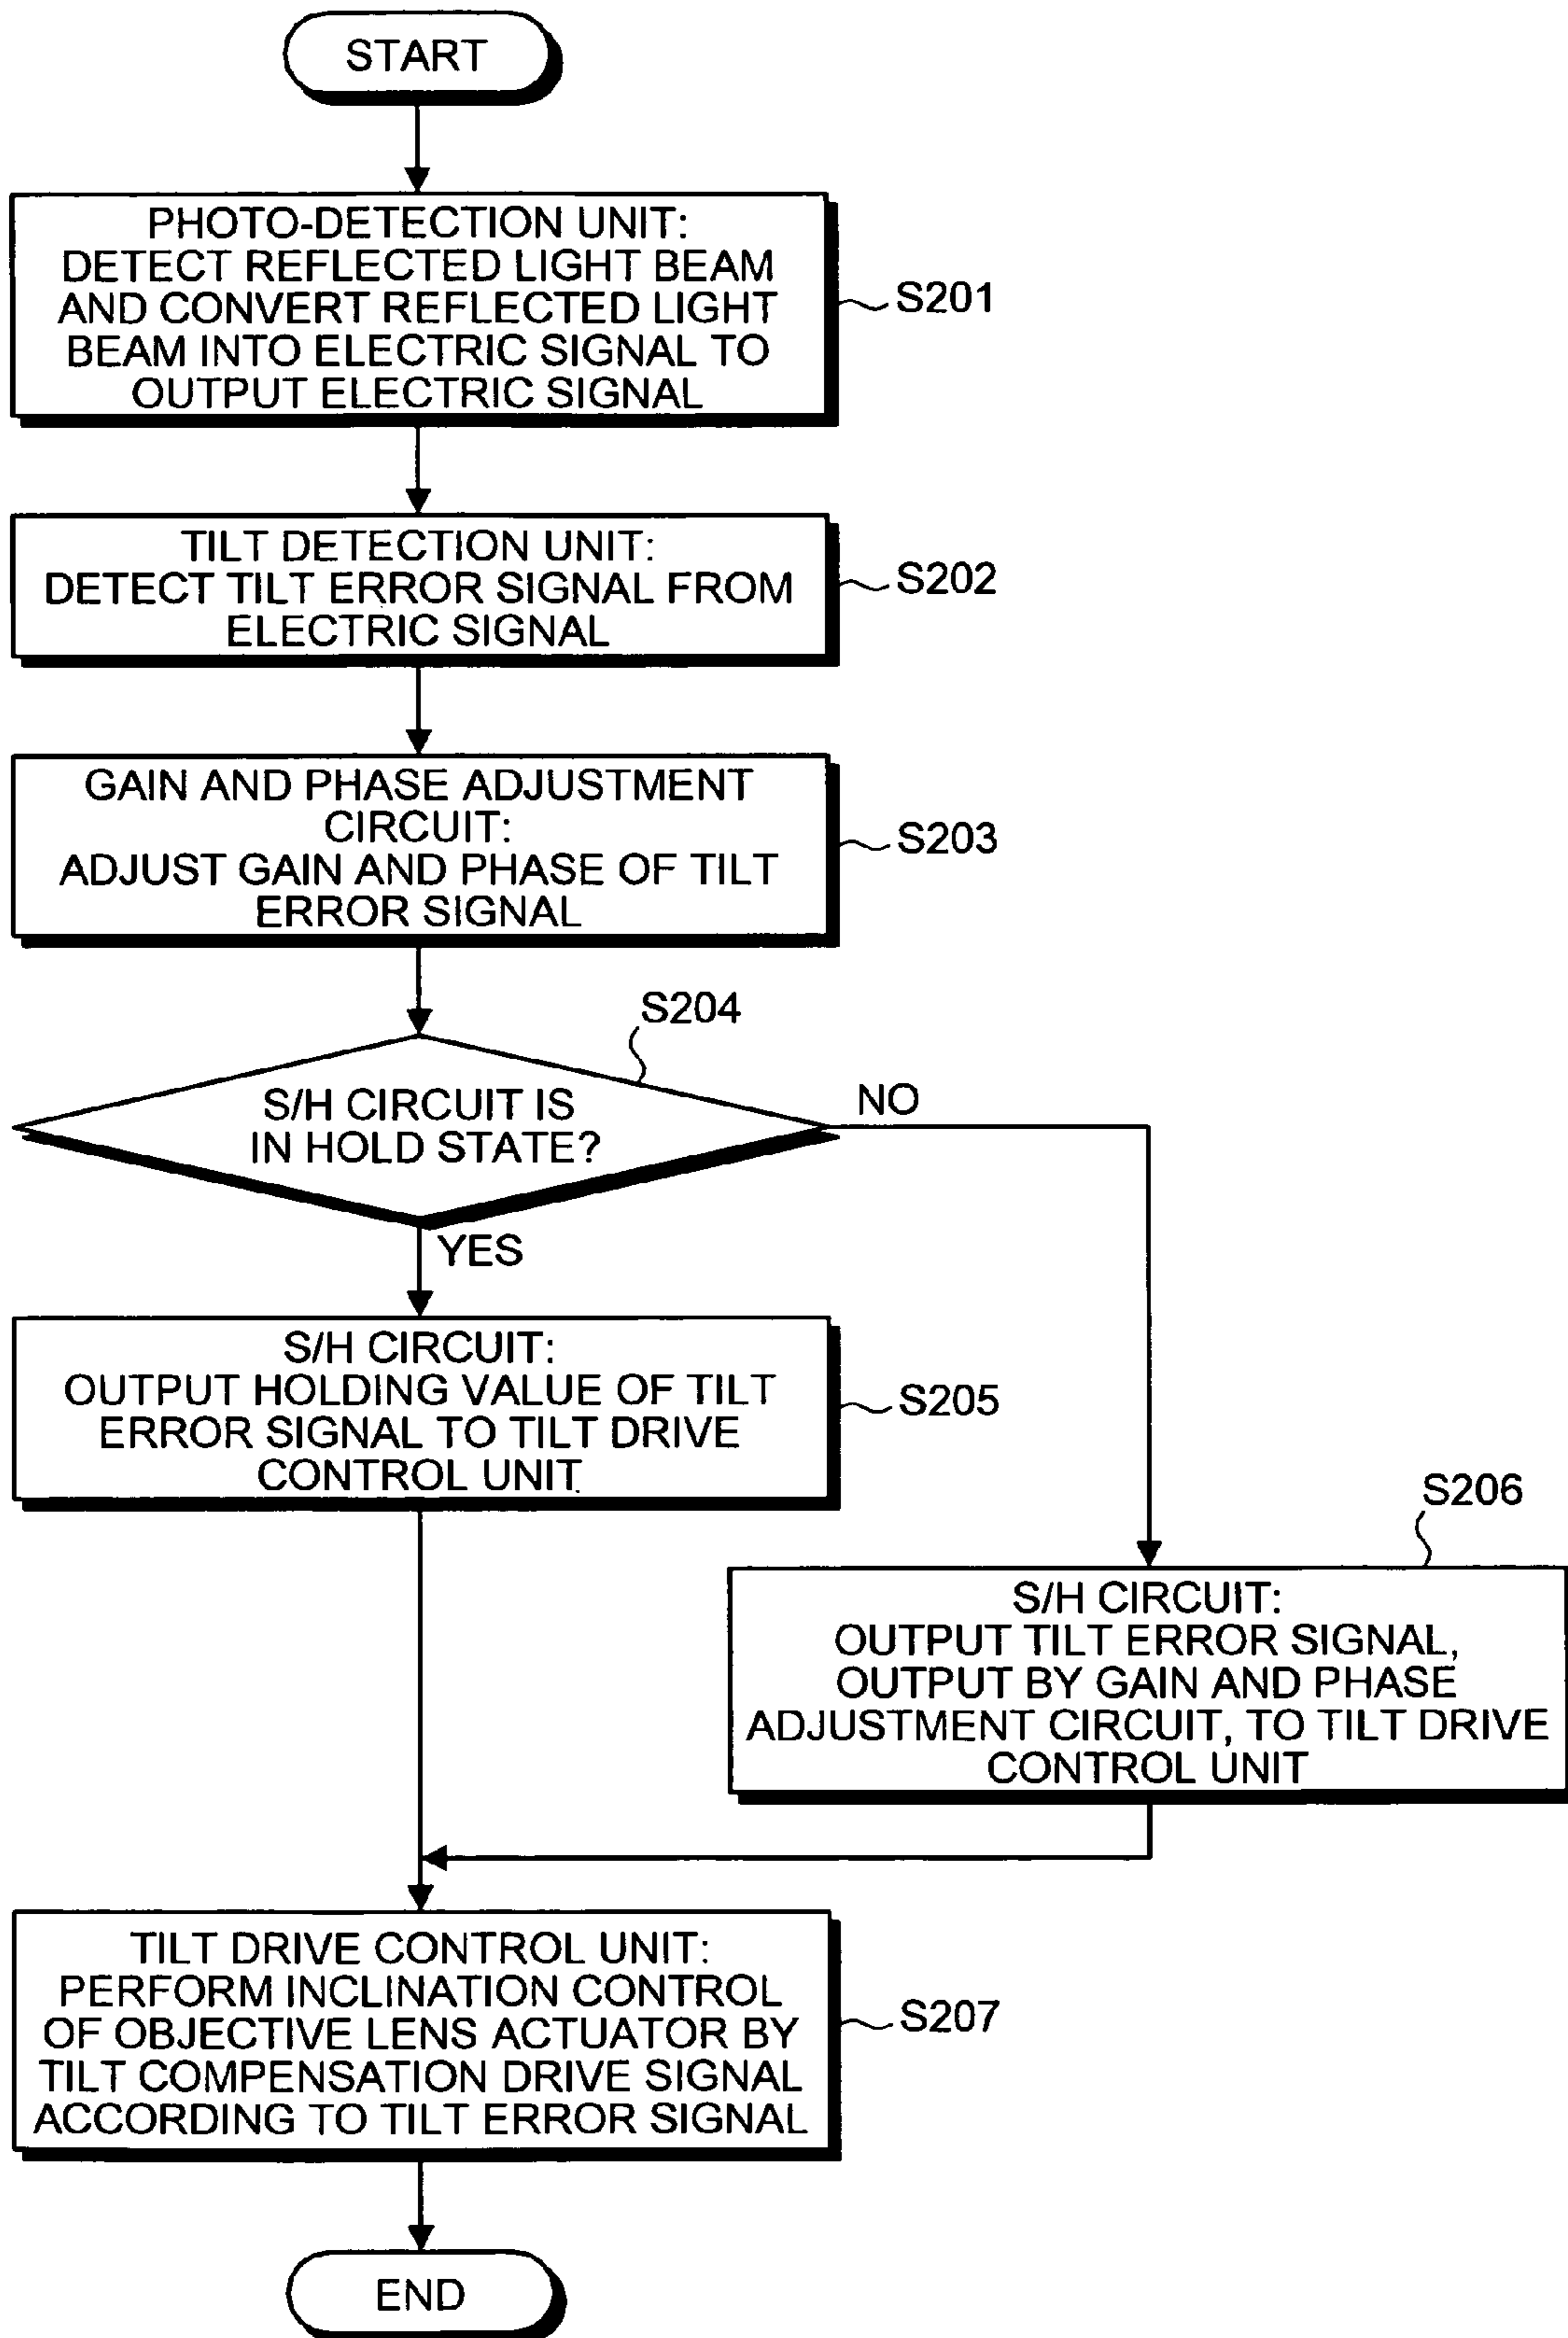 START
PHOTO-DETECTION UNIT:
DETECT REFLECTED LIGHT BEAM
AND CONVERT REFLECTED LIGHT
BEAM INTO ELECTRIC SIGNAL TO
OUTPUT ELECTRIC SIGNAL
S201
TILT DETECTION UNIT:
DETECT TILT ERROR SIGNAL FROM
ELECTRIC SIGNAL
S202
GAIN AND PHASE ADJUSTMENT
CIRCUIT:
ADJUST GAIN AND PHASE OF TILT
ERROR SIGNAL
S203
S204
S/H CIRCUIT IS
IN HOLD STATE?
NO
YES
S/H CIRCUIT:
OUTPUT HOLDING VALUE OF TILT
ERROR SIGNAL TO TILT DRIVE
CONTROL UNIT
S205
S206
S/H CIRCUIT:
OUTPUT TILT ERROR SIGNAL,
OUTPUT BY GAIN AND PHASE
ADJUSTMENT CIRCUIT, TO TILT DRIVE
CONTROL UNIT
TILT DRIVE CONTROL UNIT:
PERFORM INCLINATION CONTROL
OF OBJECTIVE LENS ACTUATOR BY
TILT COMPENSATION DRIVE SIGNAL
ACCORDING TO TILT ERROR SIGNAL
S207
END